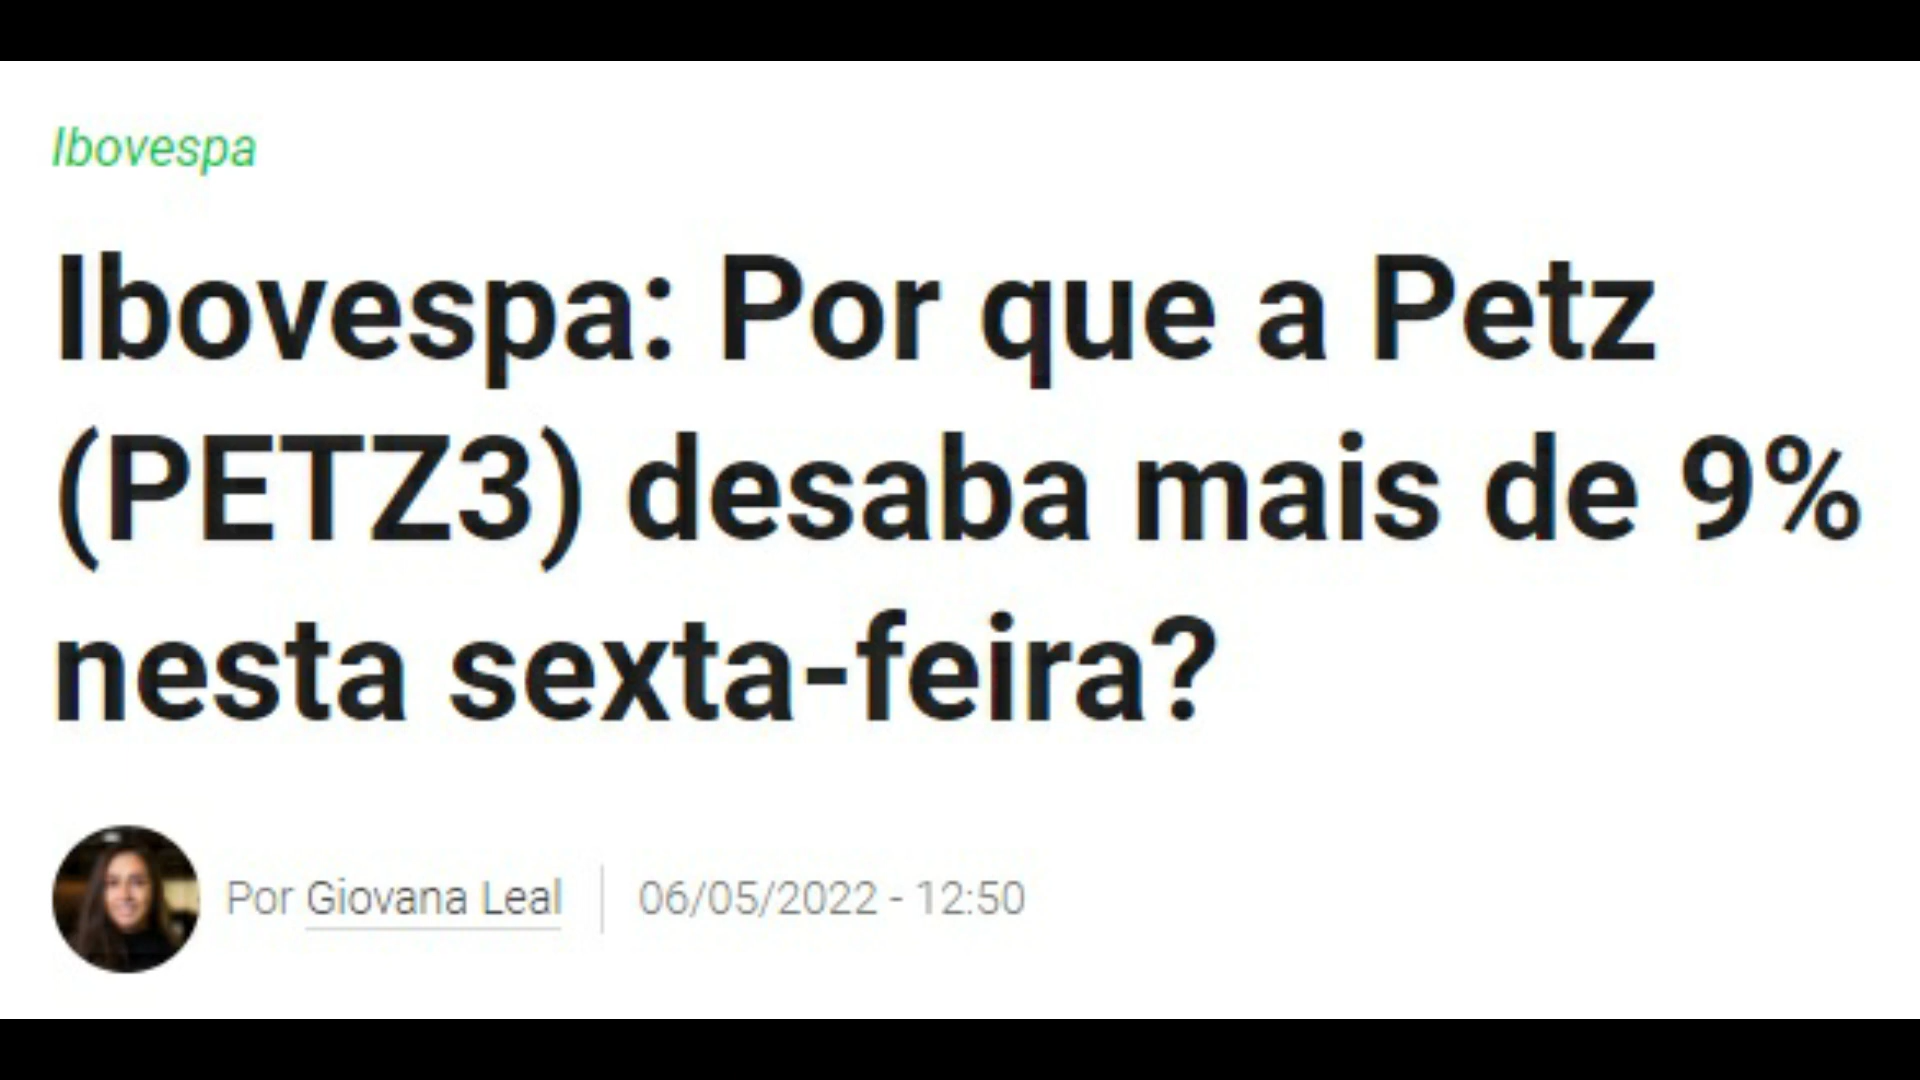 Ibovespa
Ibovespa: Por que a Petz
(PETZ3) desaba mais de 9%
nesta sexta-feira?
Por Giovana Leal | 06/05/2022 - 12:50